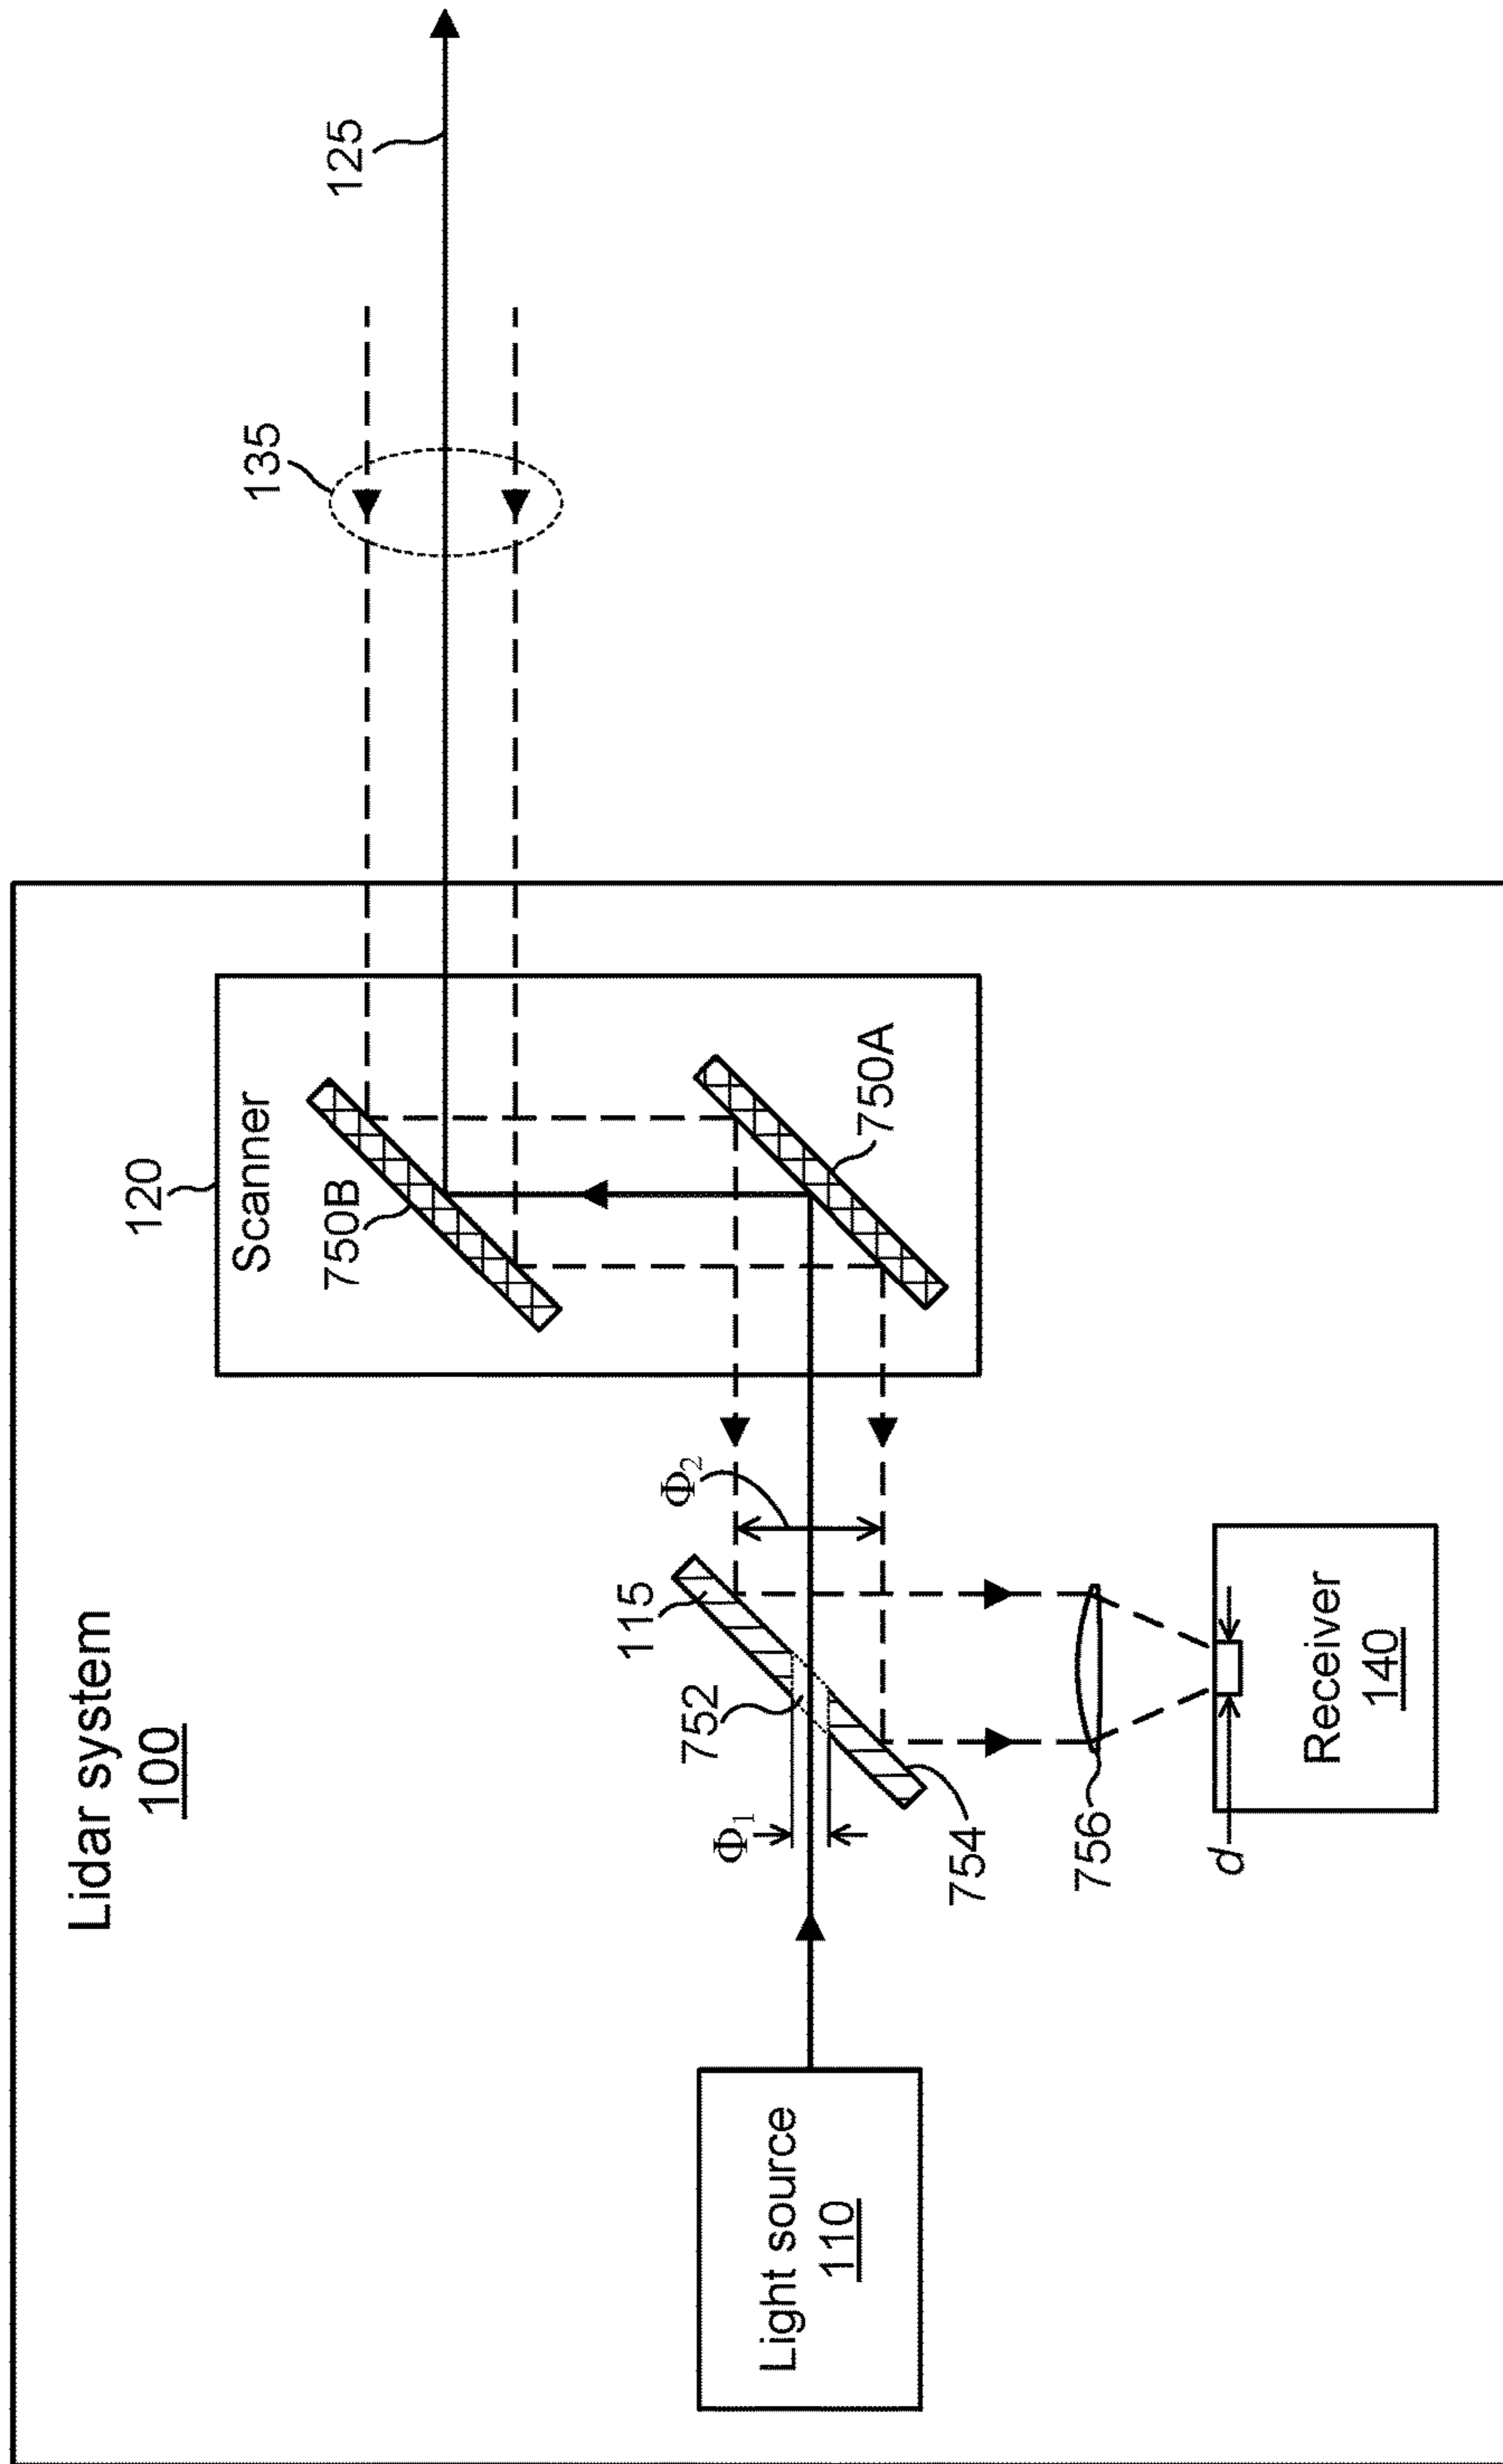 Lidar system
100
120
Scanner
750B
750A
135
125
Light source
110
Φ1
752
115
Φ2
754
756
d
Receiver
140